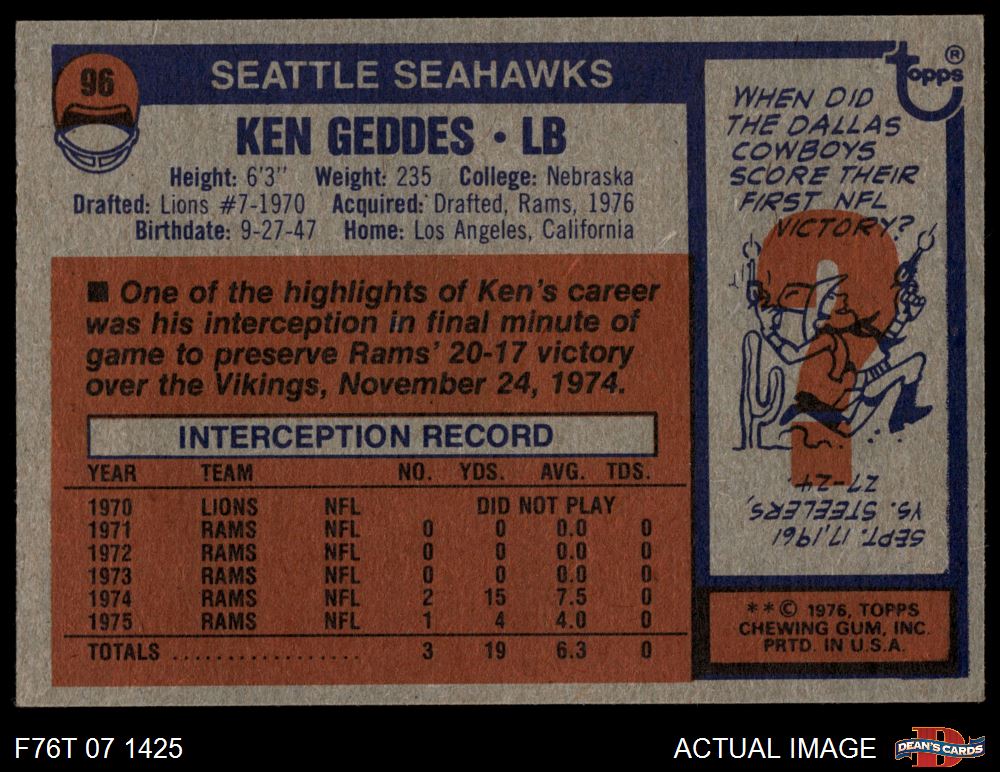 96
SEATTLE SEAHAWKS
KEN GEDDES • LB
Height: 6'3" Weight: 235 College: Nebraska
Drafted: Lions #7-1970 Acquired: Drafted, Rams, 1976
Birthdate: 9-27-47 Home: Los Angeles, California
■ One of the highlights of Ken's career
was his interception in final minute of
game to preserve Rams' 20-17 victory
over the Vikings, November 24, 1974.
INTERCEPTION RECORD
YEAR TEAM NO. YDS. AVG. TDS.
1970 LIONS NFL DID NOT PLAY
1971 RAMS NFL 0 0 0.0 0
1972 RAMS NFL 0 0 0.0 0
1973 RAMS NFL 0 0 0.0 0
1974 RAMS NFL 2 15 7.5 0
1975 RAMS NFL 1 4 4.0 0
TOTALS .................. 3 19 6.3 0
topps ®
WHEN DID
THE DALLAS
COWBOYS
SCORE THEIR
FIRST NFL
VICTORY?
SEPT. 17, 1961
VS. STEELERS,
27-24.
**© 1976, TOPPS
CHEWING GUM, INC.
PRTD. IN U.S.A.
F76T 07 1425
ACTUAL IMAGE
DEAN'S CARDS